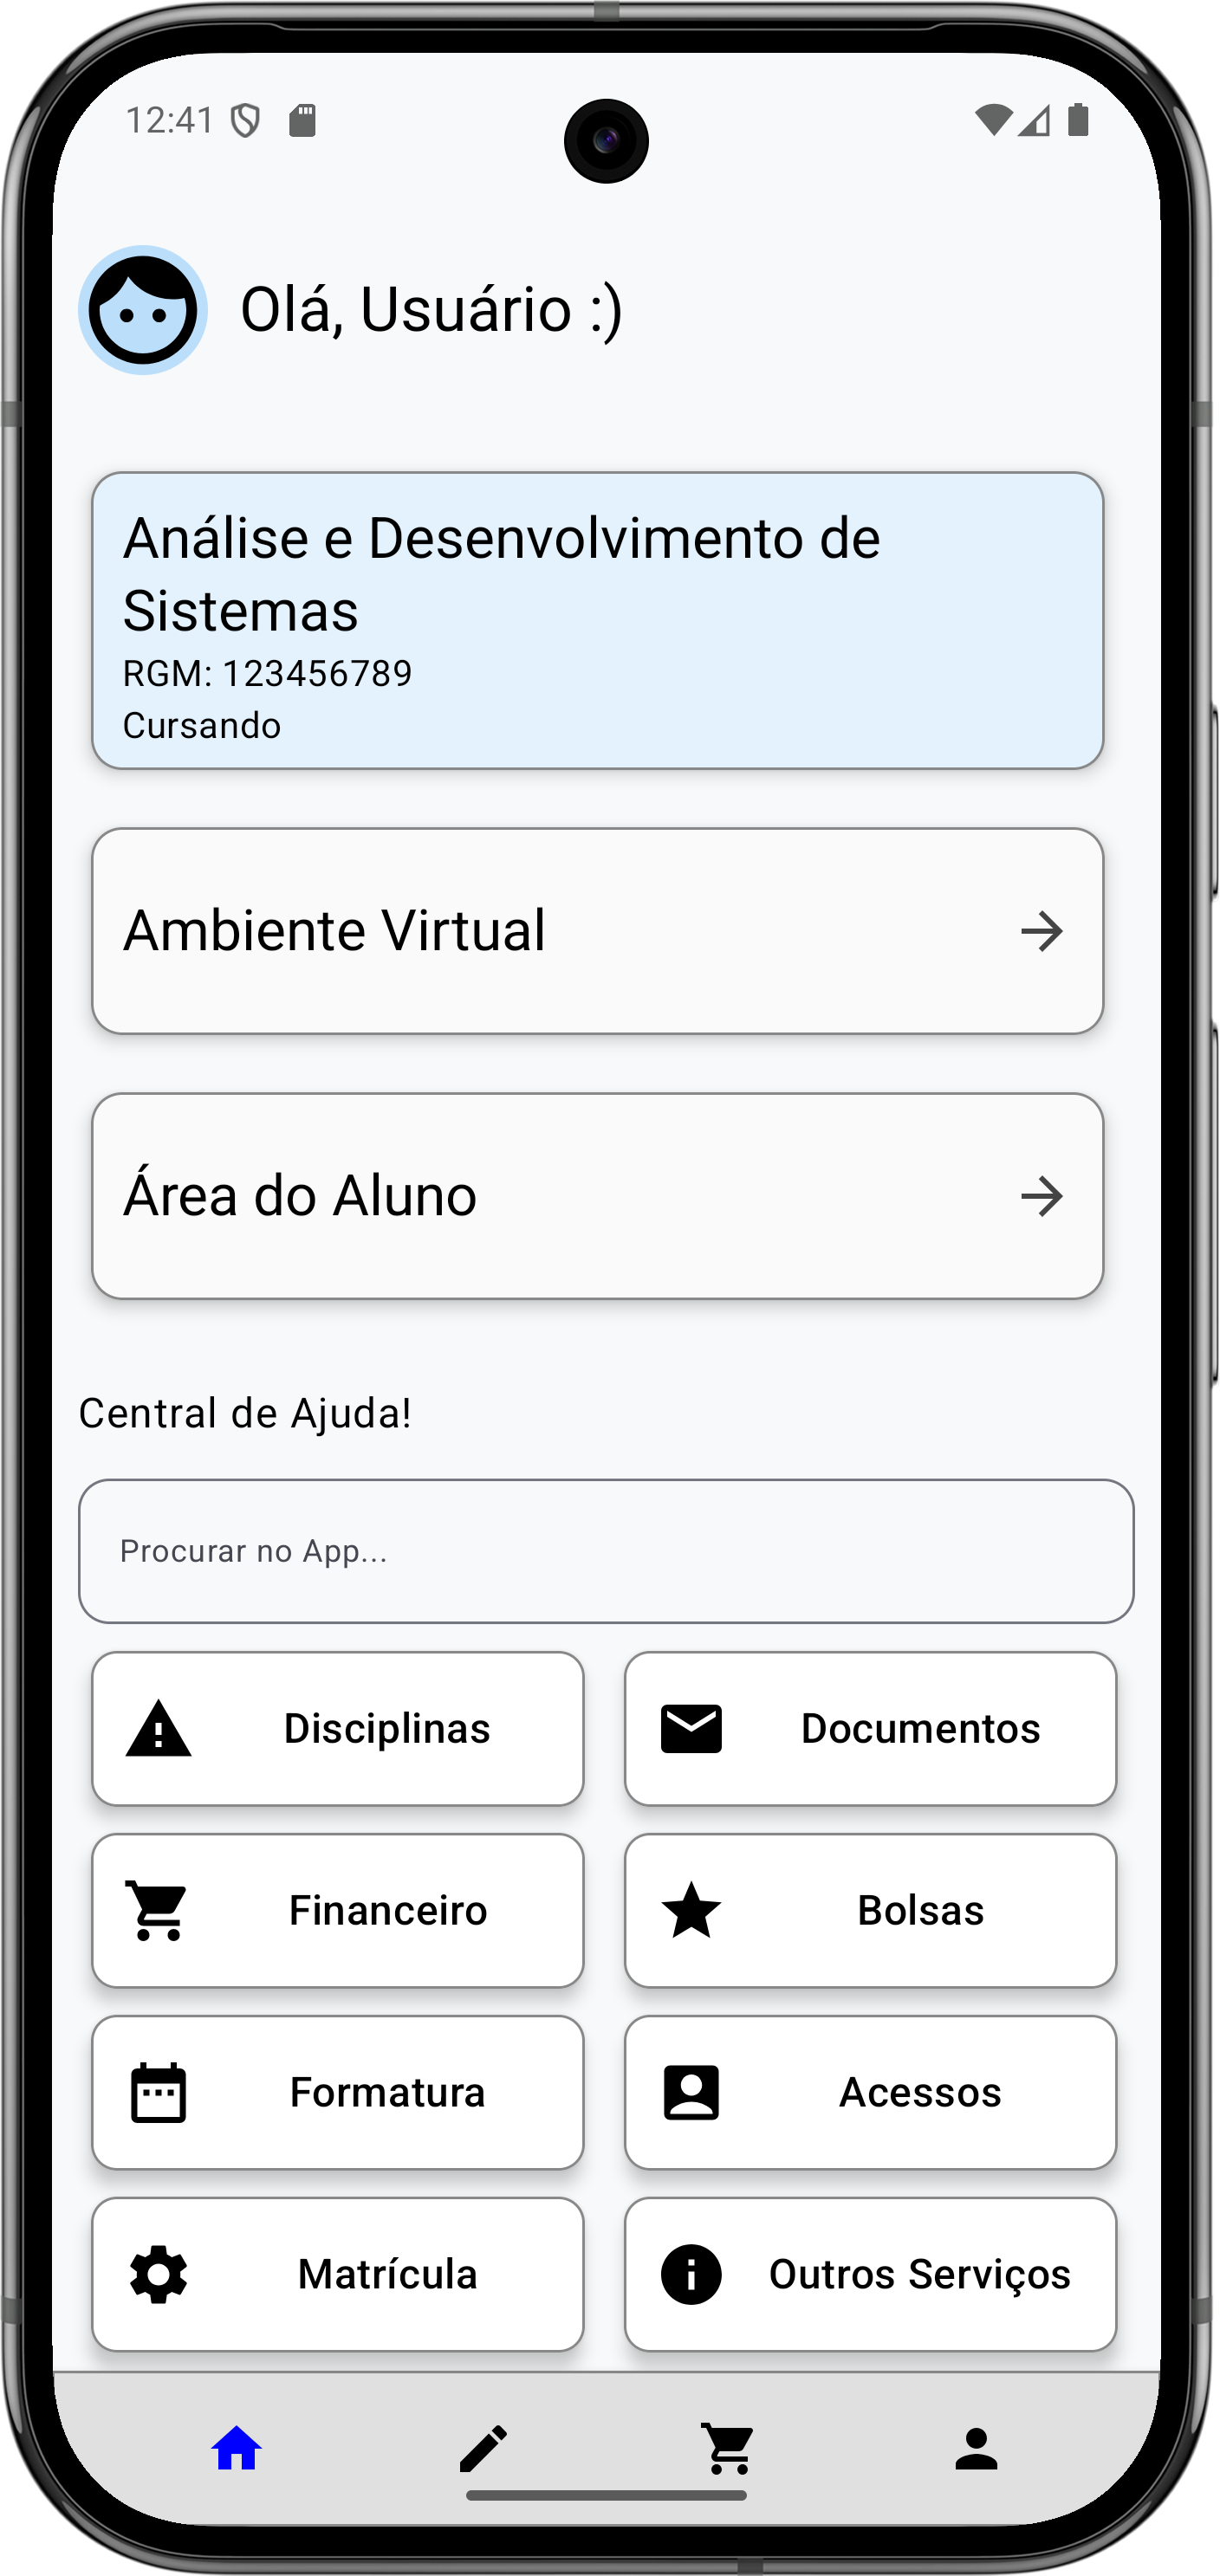 12:41
Olá, Usuário :)
Análise e Desenvolvimento de
Sistemas
RGM: 123456789
Cursando
Ambiente Virtual
Área do Aluno
Central de Ajuda!
Procurar no App...
Disciplinas
Documentos
Financeiro
Bolsas
Formatura
Acessos
Matrícula
Outros Serviços